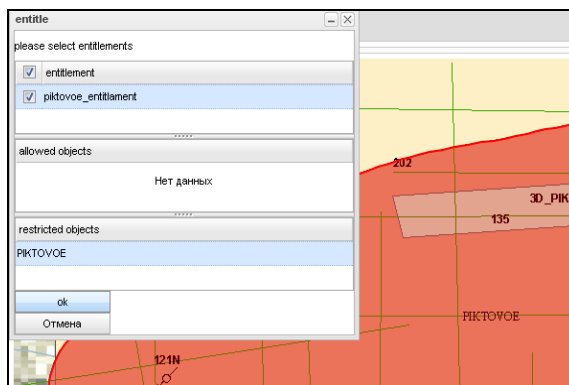 entitle
please select entitlements
entitlement
piktovoe_entitlament
allowed objects
Нет данных
restricted objects
PIKTOVOE
ok
Отмена
202
3D_PIK
135
PIKTOVOE
121N